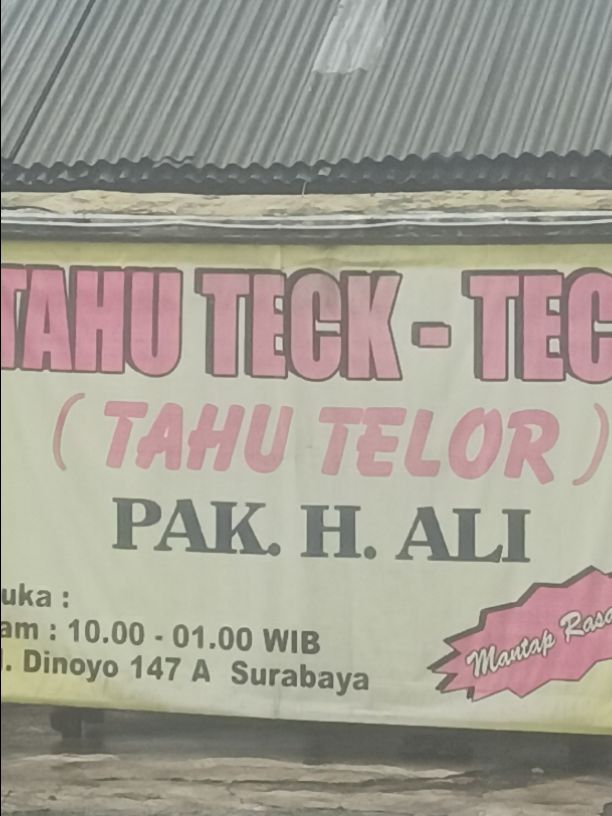 TAHU TECK - TEC
( TAHU TELOR )
PAK. H. ALI
uka :
am : 10.00 - 01.00 WIB
l. Dinoyo 147 A Surabaya
Mantap Rasa